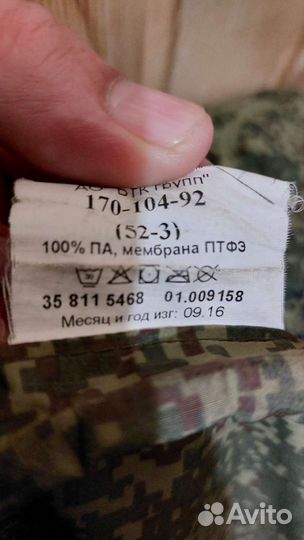 АО "БТК ГРУПП"
170-104-92
(52-3)
100% ПА, мембрана ПТФЭ
35 811 5468 01.009158
Месяц и год изг: 09.16
Avito